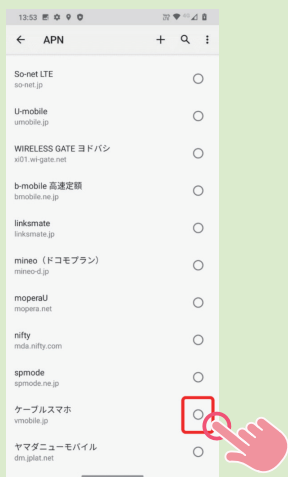 13:53
← APN
So-net LTE
so-net.jp
U-mobile
umobile.jp
WIRELESS GATE ヨドバシ
xi01.wi-gate.net
b-mobile 高速定額
bmobile.ne.jp
linksmate
linksmate.jp
mineo（ドコモプラン）
mineo-d.jp
moperaU
mopera.net
nifty
mda.nifty.com
spmode
spmode.ne.jp
ケーブルスマホ
vmobile.jp
ヤマダニューモバイル
dm.jplat.net